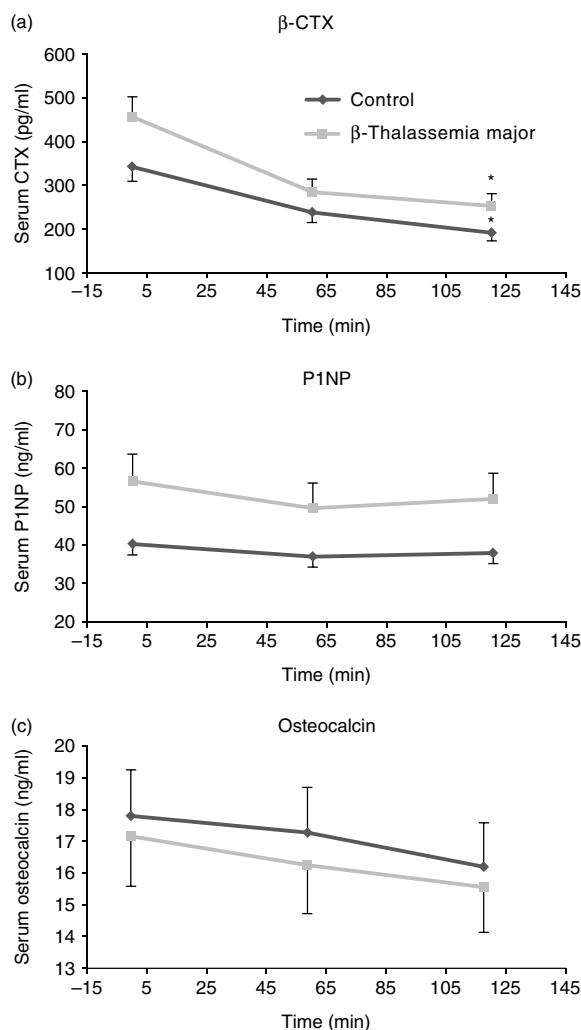 (a)
β-CTX
600
500
400
300
200
100
Serum CTX (pg/ml)
Control
β-Thalassemia major
*
*
–15 5 25 45 65 85 105 125 145
Time (min)
(b)
P1NP
80
70
60
50
40
30
20
Serum P1NP (ng/ml)
–15 5 25 45 65 85 105 125 145
Time (min)
(c)
Osteocalcin
20
19
18
17
16
15
14
13
Serum osteocalcin (ng/ml)
–15 5 25 45 65 85 105 125 145
Time (min)